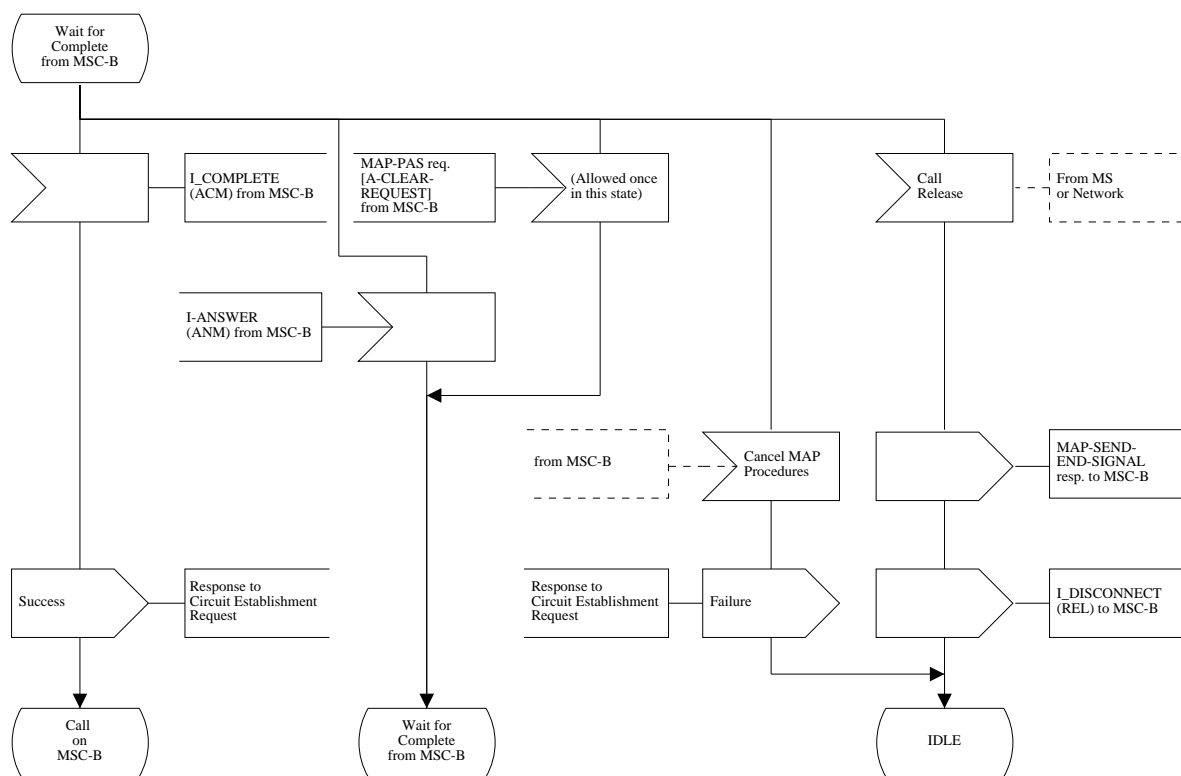 Wait for
Complete
from MSC-B
I_COMPLETE
(ACM) from MSC-B
MAP-PAS req.
[A-CLEAR-
REQUEST]
from MSC-B
(Allowed once
in this state)
Call
Release
From MS
or Network
I-ANSWER
(ANM) from MSC-B
from MSC-B
Cancel MAP
Procedures
MAP-SEND-
END-SIGNAL
resp. to MSC-B
Success
Response to
Circuit Establishment
Request
Response to
Circuit Establishment
Request
Failure
I_DISCONNECT
(REL) to MSC-B
Call
on
MSC-B
Wait for
Complete
from MSC-B
IDLE